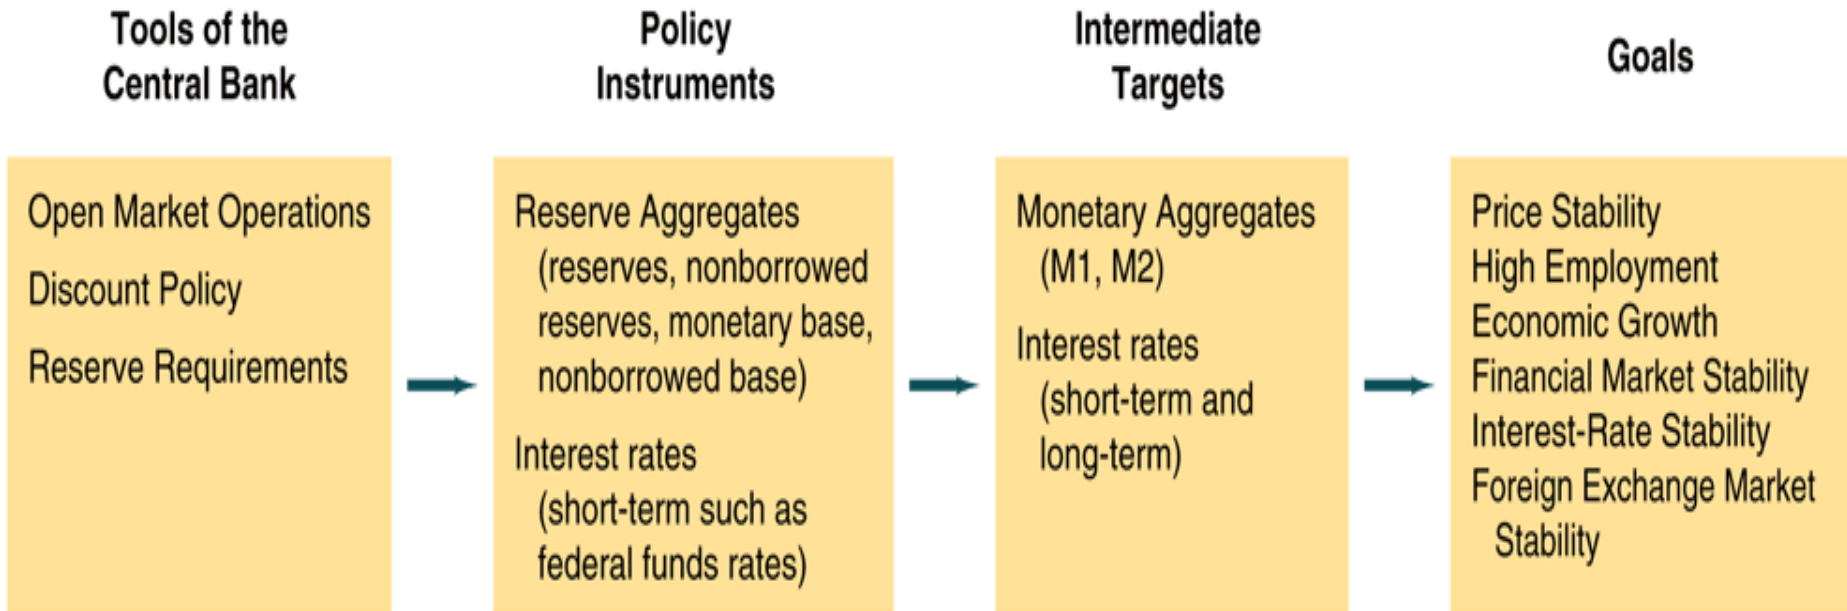 Tools of the
Central Bank
Policy
Instruments
Intermediate
Targets
Goals
Open Market Operations
Discount Policy
Reserve Requirements
Reserve Aggregates
(reserves, nonborrowed
reserves, monetary base,
nonborrowed base)
Interest rates
(short-term such as
federal funds rates)
Monetary Aggregates
(M1, M2)
Interest rates
(short-term and
long-term)
Price Stability
High Employment
Economic Growth
Financial Market Stability
Interest-Rate Stability
Foreign Exchange Market
Stability